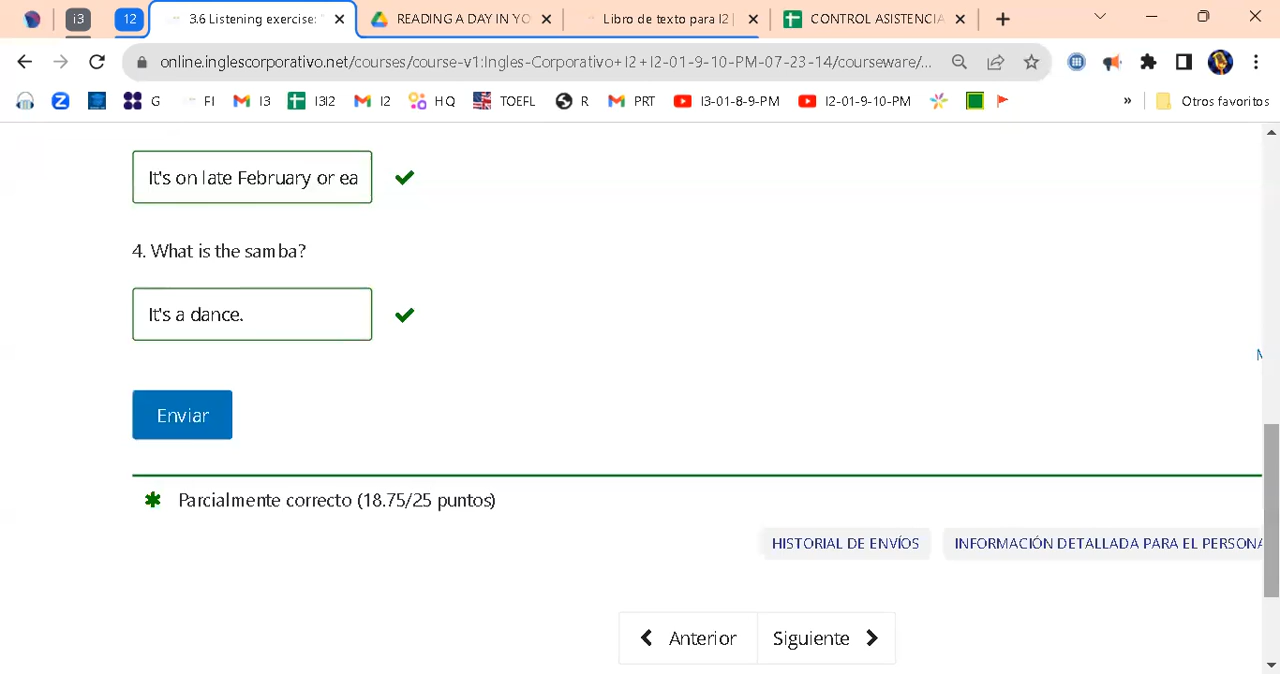 i3
12
3.6 Listening exercise:
READING A DAY IN YO
Libro de texto para I2 |
CONTROL ASISTENCIA
online.inglescorporativo.net/courses/course-v1:Ingles-Corporativo+I2+I2-01-9-10-PM-07-23-14/courseware/...
G
FI
I3
I3I2
I2
HQ
TOEFL
R
PRT
I3-01-8-9-PM
I2-01-9-10-PM
»
Otros favoritos
It's on late February or ea
4. What is the samba?
It's a dance.
Enviar
Parcialmente correcto (18.75/25 puntos)
HISTORIAL DE ENVÍOS
INFORMACIÓN DETALLADA PARA EL PERSONA
Anterior
Siguiente